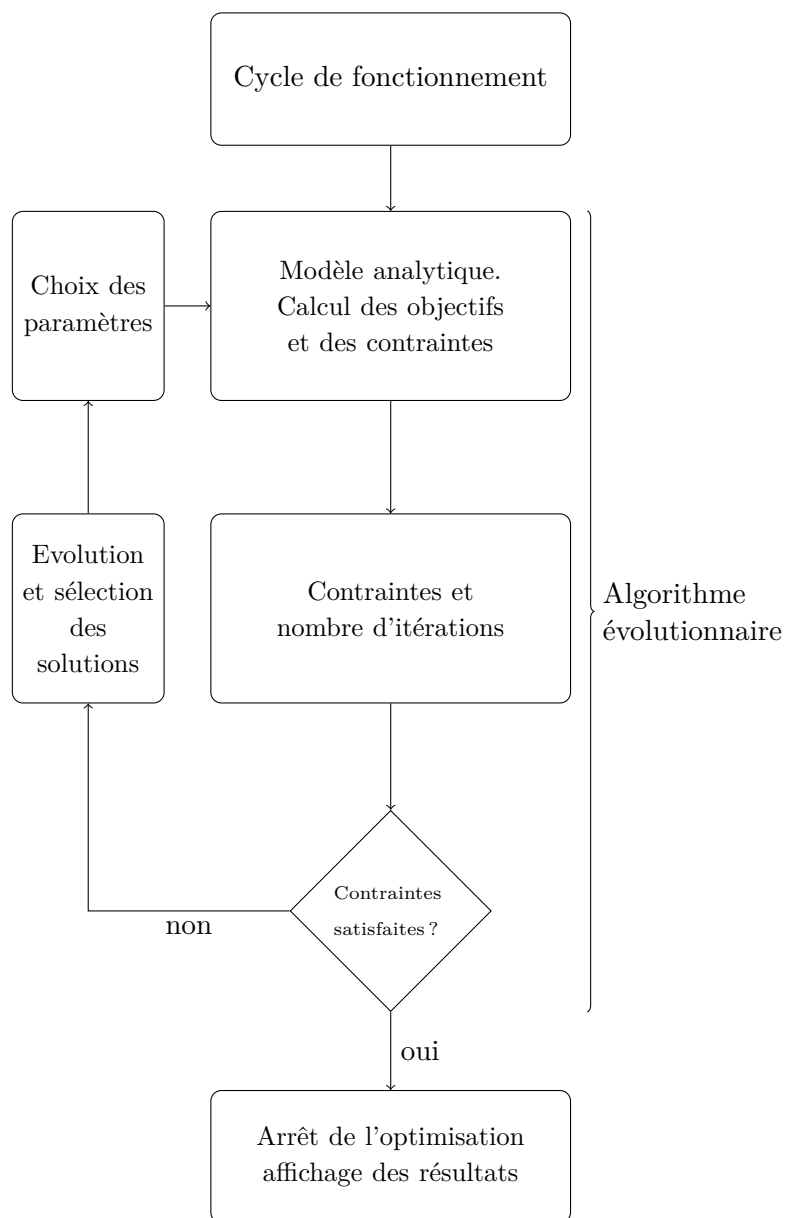 Cycle de fonctionnement
Choix des
paramètres
Modèle analytique.
Calcul des objectifs
et des contraintes
Evolution
et sélection
des
solutions
Contraintes et
nombre d'itérations
Algorithme
évolutionnaire
Contraintes
satisfaites ?
non
oui
Arrêt de l'optimisation
affichage des résultats